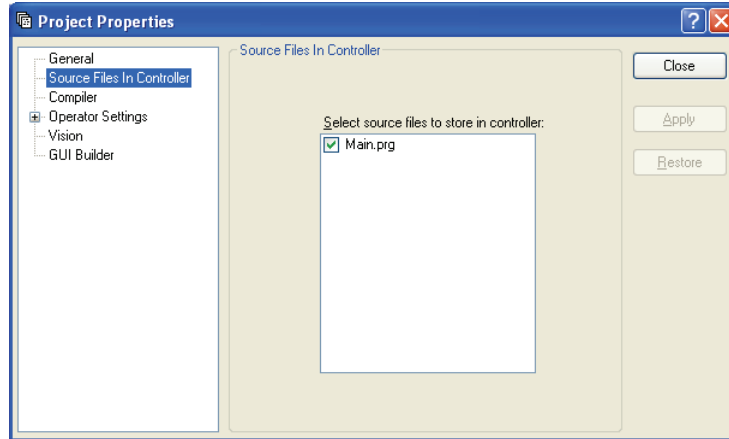 Project Properties
General
Source Files In Controller
Compiler
Operator Settings
Vision
GUI Builder
Source Files In Controller
Select source files to store in controller:
Main.prg
Close
Apply
Restore